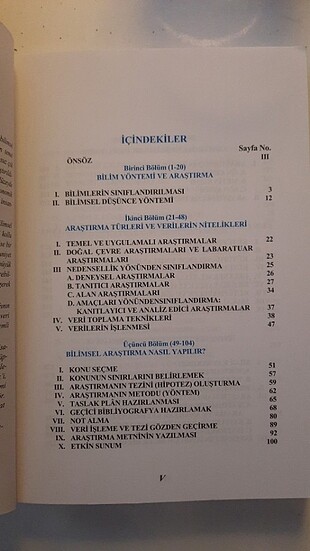 İÇİNDEKİLER
Sayfa No.
ÖNSÖZ III
Birinci Bölüm (1-20)
BİLİM YÖNTEMİ VE ARAŞTIRMA
I. BİLİMLERİN SINIFLANDIRILMASI 3
II. BİLİMSEL DÜŞÜNCE YÖNTEMİ 12
İkinci Bölüm (21-48)
ARAŞTIRMA TÜRLERİ VE VERİLERİN NİTELİKLERİ
I. TEMEL VE UYGULAMALI ARAŞTIRMALAR 22
II. DOĞAL ÇEVRE ARAŞTIRMALARI VE LABARATUAR
ARAŞTIRMALARI 23
III. NEDENSELLİK YÖNÜNDEN SINIFLANDIRMA 25
A. DENEYSEL ARAŞTIRMALAR 26
B. TANITICI ARAŞTIRMALAR 27
C. ALAN ARAŞTIRMALARI 34
D. AMAÇLARI YÖNÜNDENSINIFLANDIRMA:
KANITLAYICI VE ANALİZ EDİCİ ARAŞTIRMALAR 37
IV. VERİ TOPLAMA TEKNİKLERİ 38
V. VERİLERİN İŞLENMESİ 47
Üçüncü Bölüm (49-104)
BİLİMSEL ARAŞTIRMA NASIL YAPILIR?
I. KONU SEÇME 51
II. KONUNUN SINIRLARINI BELİRLEMEK 57
III. ARAŞTIRMANIN TEZİNİ (HİPOTEZ) OLUŞTURMA 59
IV. ARAŞTIRMANIN METODU (YÖNTEM) 62
V. TASLAK PLÂN HAZIRLANMASI 65
VI. GEÇİCİ BİBLİYOGRAFYA HAZIRLAMAK 68
VII. NOT ALMA 80
VIII. VERİ İŞLEME VE TEZİ GÖZDEN GEÇİRME 89
IX. ARAŞTIRMA METNİNİN YAZILMASI 92
X. ETKİN SUNUM 100
V